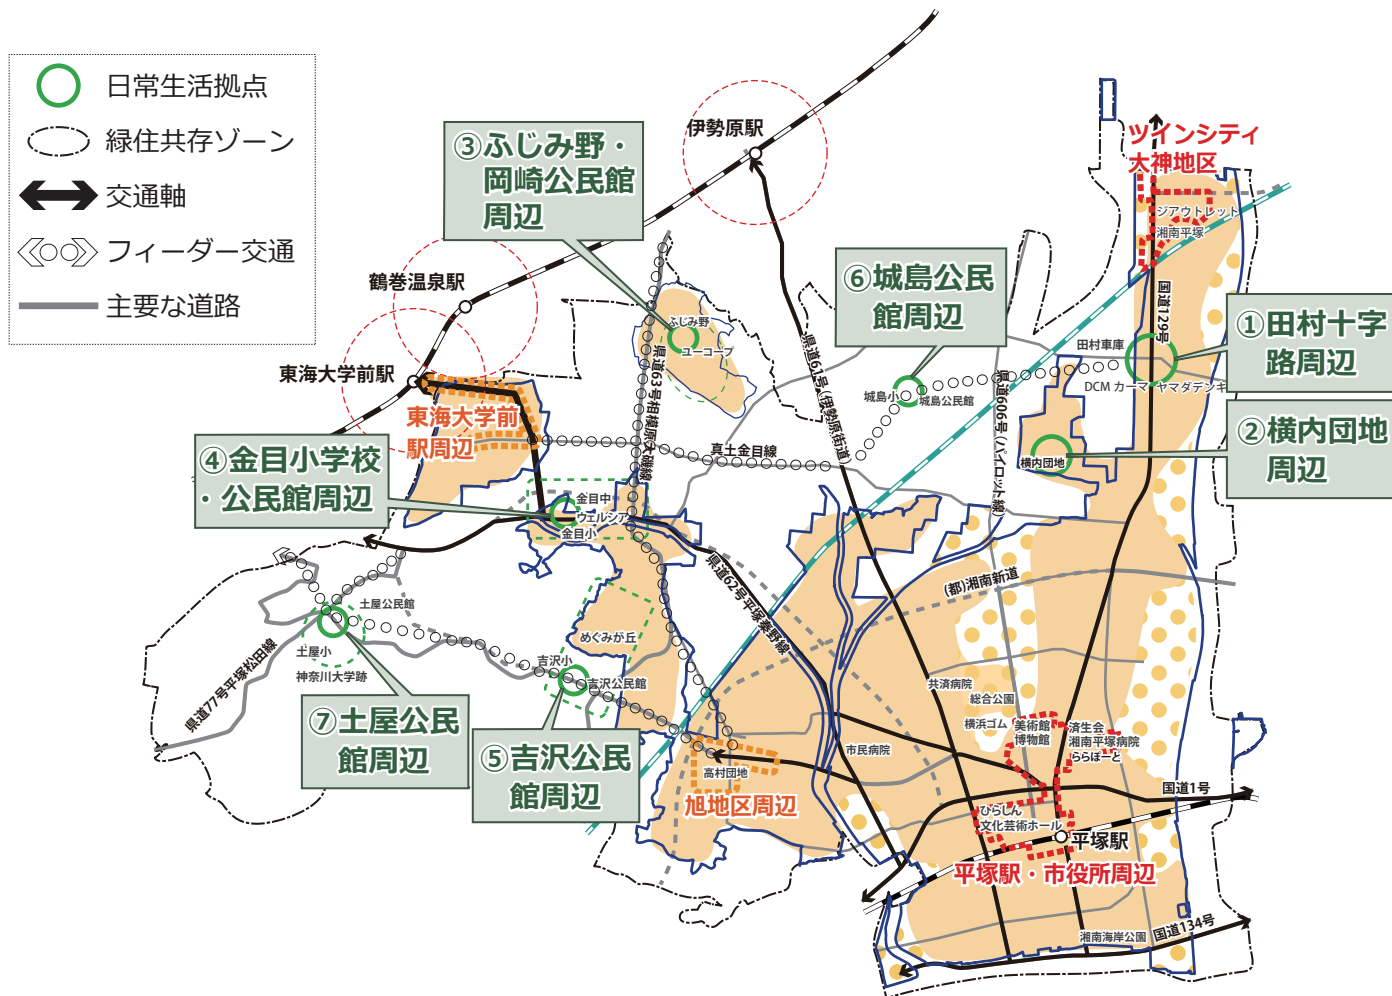 日常生活拠点
緑住共存ゾーン
交通軸
フィーダー交通
主要な道路
③ふじみ野・
岡崎公民館
周辺
伊勢原駅
ツインシティ
大神地区
ジアウトレット
湘南平塚
鶴巻温泉駅
⑥城島公民
館周辺
国道129号
①田村十字
路周辺
ふじみ野
ユーコープ
田村車庫
DCM カーマ
ヤマダデンキ
東海大学前駅
東海大学前
駅周辺
県道63号相模原大磯線
県道61号(伊勢原街道)
城島小
城島公民館
県道606号(パイロット線)
②横内団地
周辺
横内団地
④金目小学校
・公民館周辺
真土金目線
金目中
ウェルシア
金目小
県道62号平塚秦野線
(都)湘南新道
土屋公民館
土屋小
神奈川大学跡
県道77号平塚松田線
めぐみが丘
吉沢小
吉沢公民館
⑦土屋公民
館周辺
⑤吉沢公民
館周辺
共済病院
総合公園
横浜ゴム
美術館
博物館
済生会
湘南平塚病院
ららぽーと
市民病院
高村団地
旭地区周辺
国道1号
ひらしん
文化芸術ホール
平塚駅
平塚駅・市役所周辺
湘南海岸公園
国道134号